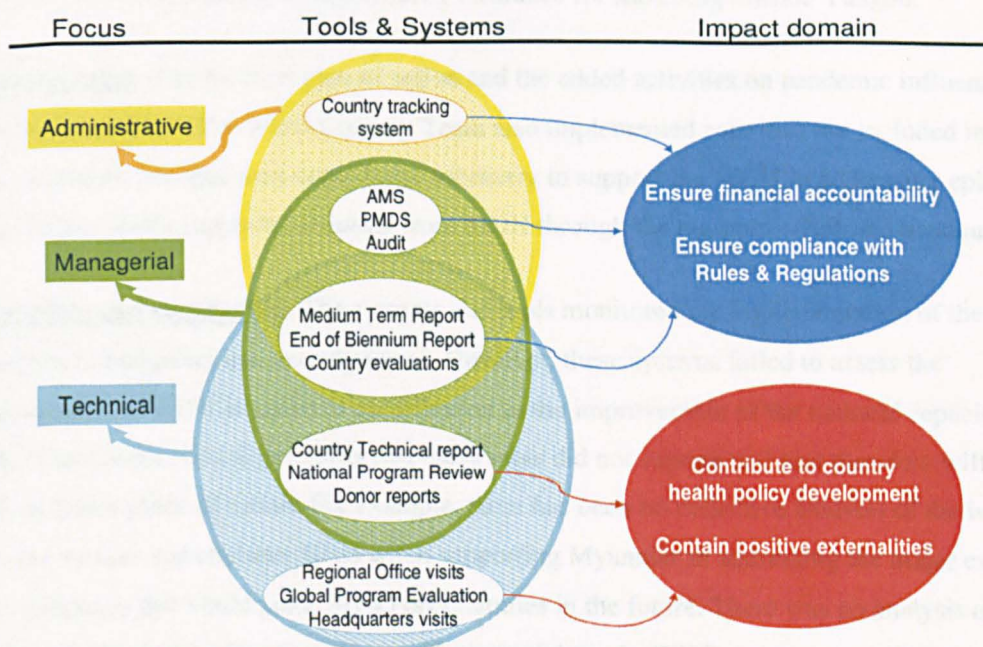 Focus
Tools & Systems
Impact domain
Administrative
Country tracking
system
AMS
PMDS
Audit
Ensure financial accountability
Ensure compliance with
Rules & Regulations
Managerial
Medium Term Report
End of Biennium Report
Country evaluations
Technical
Country Technical report
National Program Review
Donor reports
Contribute to country
health policy development
Contain positive externalities
Regional Office visits
Global Program Evaluation
Headquarters visits